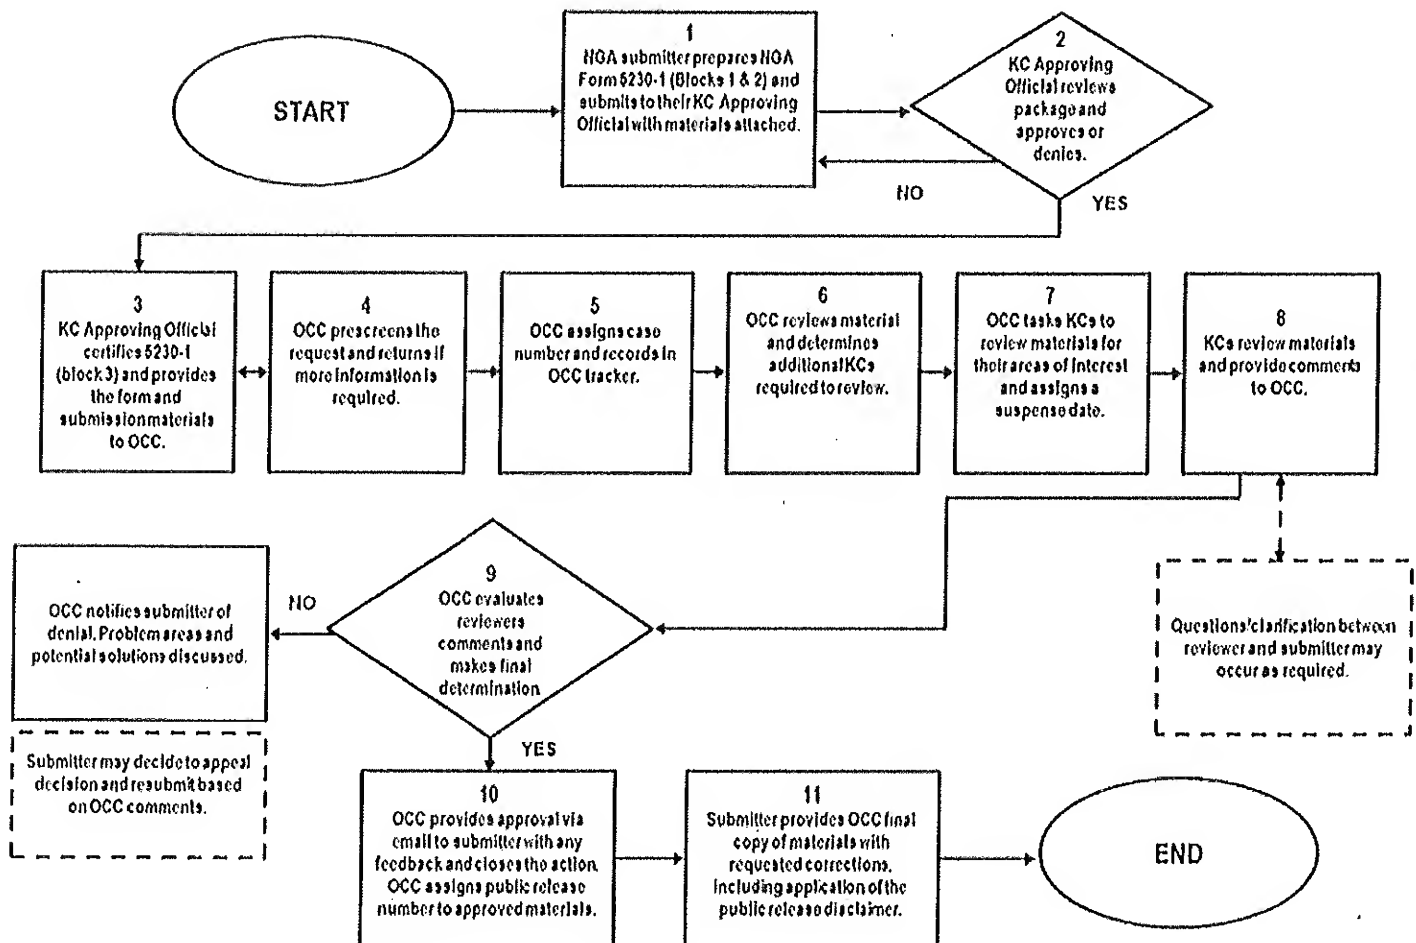 START
1
NGA submitter prepares NGA
Form 5230-1 (Blocks 1 & 2) and
submits to their KC Approving
Official with materials attached.
2
KC Approving
Official reviews
package and
approves or
denies.
NO
YES
3
KC Approving Official
certifies 5230-1
(block 3) and provides
the form and
submission materials
to OCC.
4
OCC prescreens the
request and returns if
more information is
required.
5
OCC assigns case
number and records in
OCC tracker.
6
OCC reviews material
and determines
additional KCs
required to review.
7
OCC tasks KCs to
review materials for
their areas of interest
and assigns a
suspense date.
8
KCs review materials
and provide comments
to OCC.
OCC notifies submitter of
denial. Problem areas and
potential solutions discussed.
NO
9
OCC evaluates
reviewers
comments and
makes final
determination
Questions/clarification between
reviewer and submitter may
occur as required.
Submitter may decide to appeal
decision and resubmit based
on OCC comments.
YES
10
OCC provides approval via
email to submitter with any
feedback and closes the action.
OCC assigns public release
number to approved materials.
11
Submitter provides OCC final
copy of materials with
requested corrections,
including application of the
public release disclaimer.
END